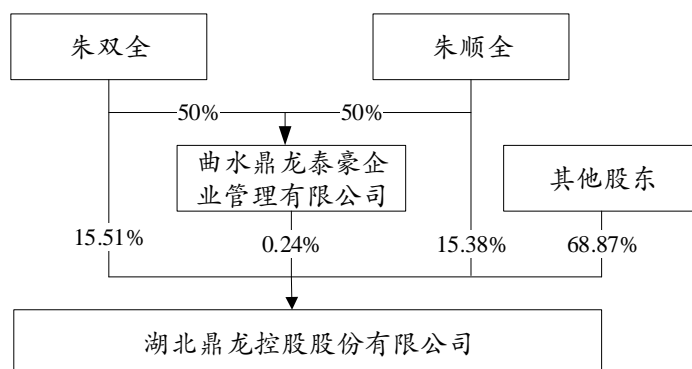 朱双全
朱顺全
50%
50%
曲水鼎龙泰豪企
业管理有限公司
其他股东
15.51%
0.24%
15.38%
68.87%
湖北鼎龙控股股份有限公司